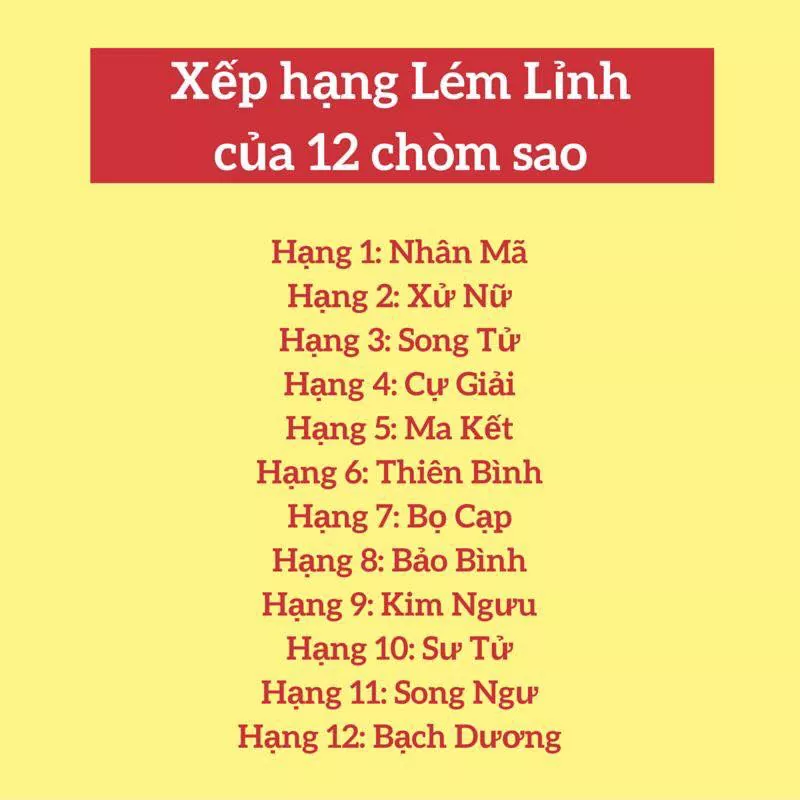 Xếp hạng Lém Lỉnh
của 12 chòm sao
Hạng 1: Nhân Mã
Hạng 2: Xử Nữ
Hạng 3: Song Tử
Hạng 4: Cự Giải
Hạng 5: Ma Kết
Hạng 6: Thiên Bình
Hạng 7: Bọ Cạp
Hạng 8: Bảo Bình
Hạng 9: Kim Ngưu
Hạng 10: Sư Tử
Hạng 11: Song Ngư
Hạng 12: Bạch Dương